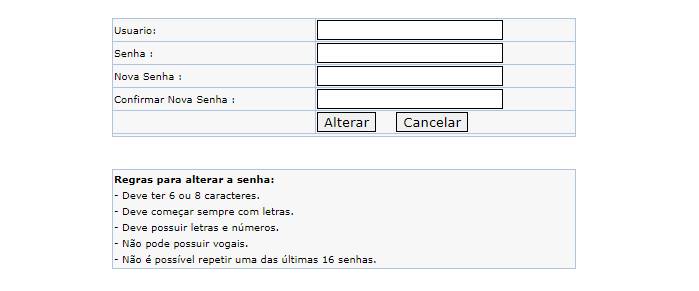 Usuario:
Senha :
Nova Senha :
Confirmar Nova Senha :
Alterar Cancelar
Regras para alterar a senha:
- Deve ter 6 ou 8 caracteres.
- Deve começar sempre com letras.
- Deve possuir letras e números.
- Não pode possuir vogais.
- Não é possível repetir uma das últimas 16 senhas.